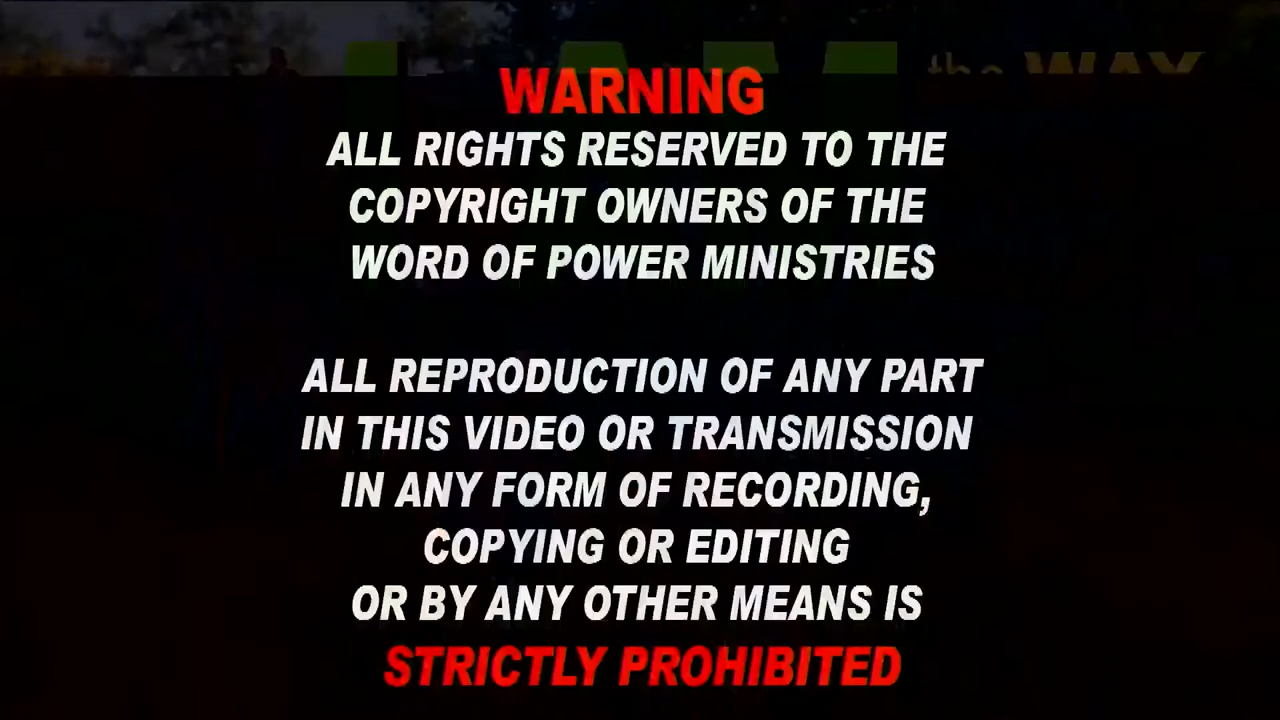 the WAY
WARNING
ALL RIGHTS RESERVED TO THE
COPYRIGHT OWNERS OF THE
WORD OF POWER MINISTRIES
ALL REPRODUCTION OF ANY PART
IN THIS VIDEO OR TRANSMISSION
IN ANY FORM OF RECORDING,
COPYING OR EDITING
OR BY ANY OTHER MEANS IS
STRICTLY PROHIBITED